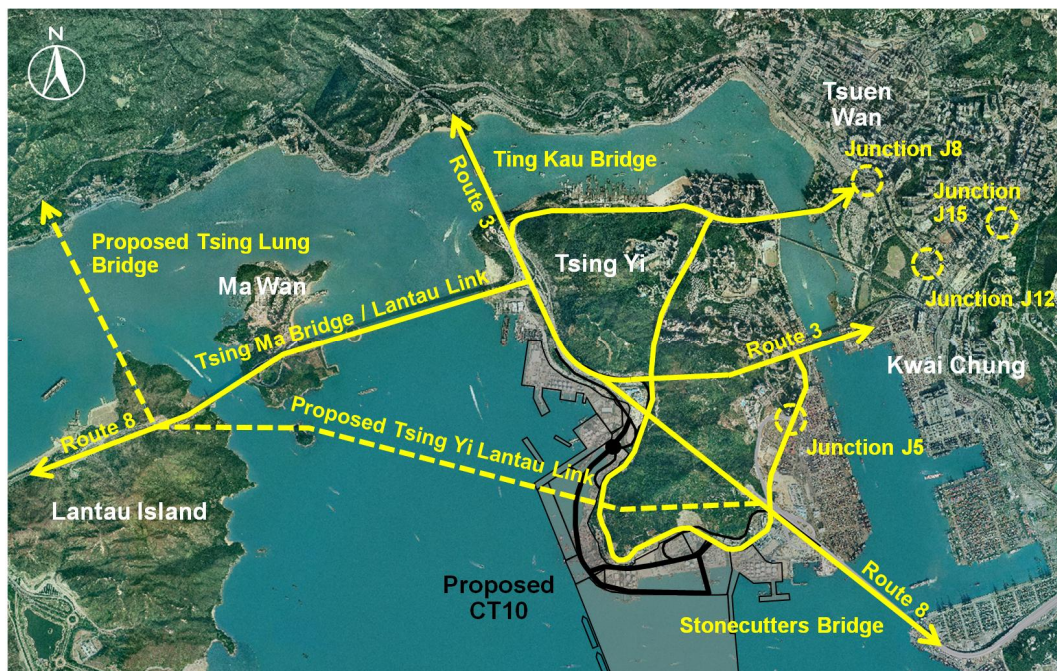 N
Tsuen
Wan
Junction J8
Ting Kau Bridge
Route 3
Junction
J15
Proposed Tsing Lung
Bridge
Tsing Yi
Ma Wan
Tsing Ma Bridge / Lantau Link
Junction J12
Route 3
Kwai Chung
Route 8
Proposed Tsing Yi Lantau Link
Junction J5
Lantau Island
Proposed
CT10
Route 8
Stonecutters Bridge